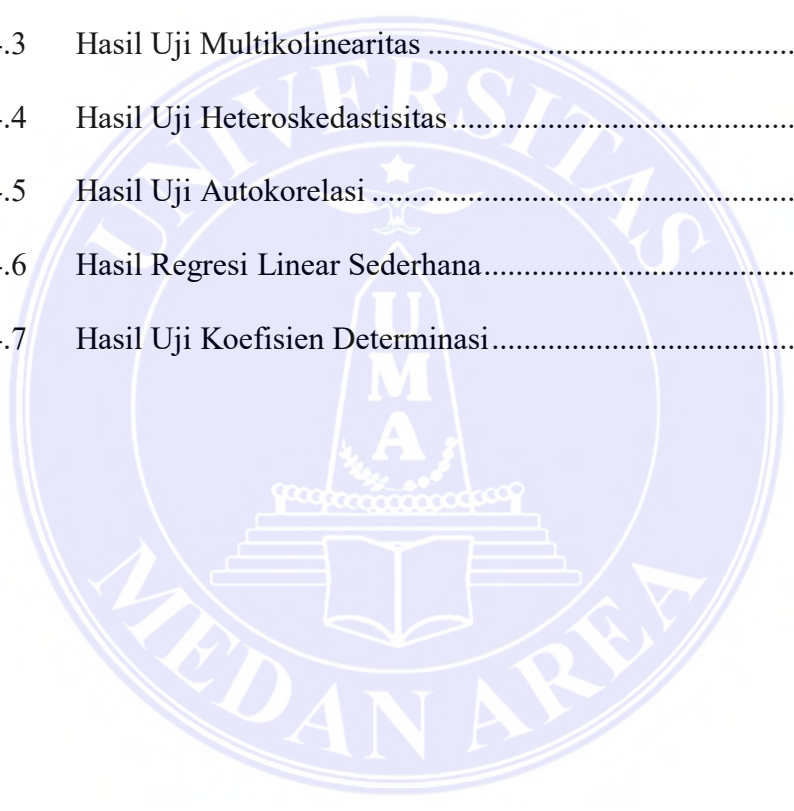 .3 Hasil Uji Multikolinearitas ........................................
.4 Hasil Uji Heteroskedastisitas ........................................
.5 Hasil Uji Autokorelasi ........................................
.6 Hasil Regresi Linear Sederhana ........................................
.7 Hasil Uji Koefisien Determinasi ........................................
UNIVERSITAS
U
M
A
MEDAN AREA